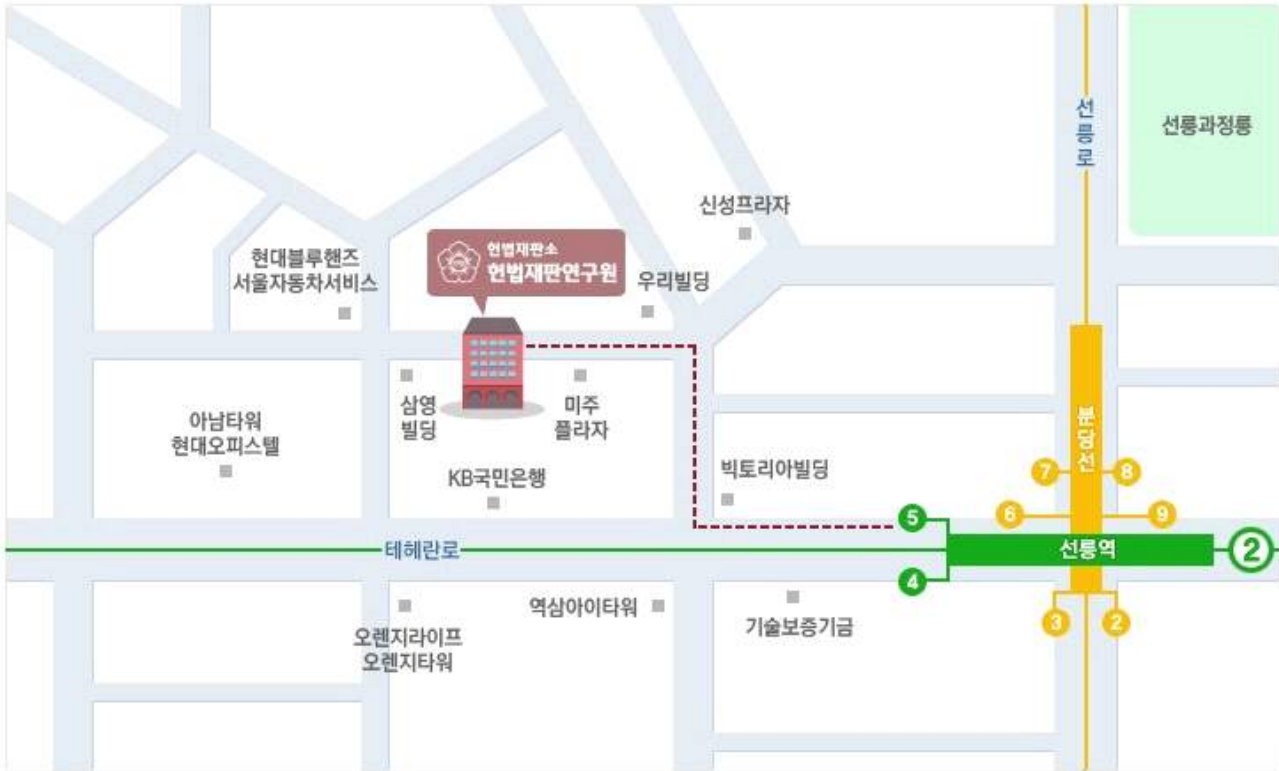 선릉로
선릉과정릉
신성프라자
헌법재판소
헌법재판연구원
현대블루핸즈
서울자동차서비스
우리빌딩
삼영
빌딩
미주
플라자
아남타워
현대오피스텔
KB국민은행
빅토리아빌딩
분당선
7
8
5
6
9
테헤란로
선릉역
2
4
오렌지라이프
오렌지타워
역삼아이타워
기술보증기금
3
2